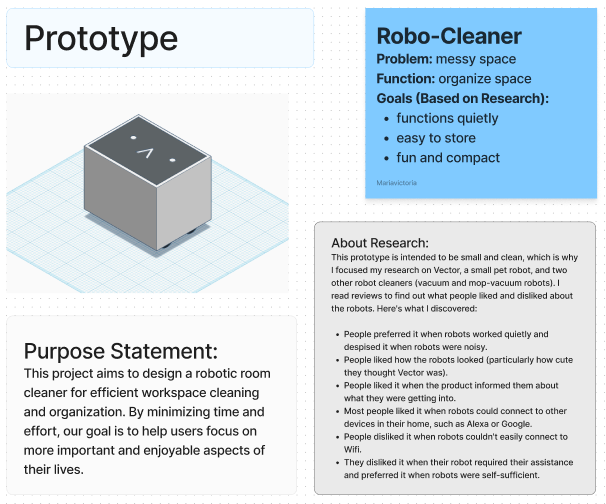 Prototype
Robo-Cleaner
Problem: messy space
Function: organize space
Goals (Based on Research):
• functions quietly
• easy to store
• fun and compact
Mariavictoria
Purpose Statement:
This project aims to design a robotic room
cleaner for efficient workspace cleaning
and organization. By minimizing time and
effort, our goal is to help users focus on
more important and enjoyable aspects of
their lives.
About Research:
This prototype is intended to be small and clean, which is why
I focused my research on Vector, a small pet robot, and two
other robot cleaners (vacuum and mop-vacuum robots). I
read reviews to find out what people liked and disliked about
the robots. Here's what I discovered:
• People preferred it when robots worked quietly and
despised it when robots were noisy.
• People liked how the robots looked (particularly how cute
they thought Vector was).
• People liked it when the product informed them about
what they were getting into.
• Most people liked it when robots could connect to other
devices in their home, such as Alexa or Google.
• People disliked it when robots couldn't easily connect to
Wifi.
• They disliked it when their robot required their assistance
and preferred it when robots were self-sufficient.